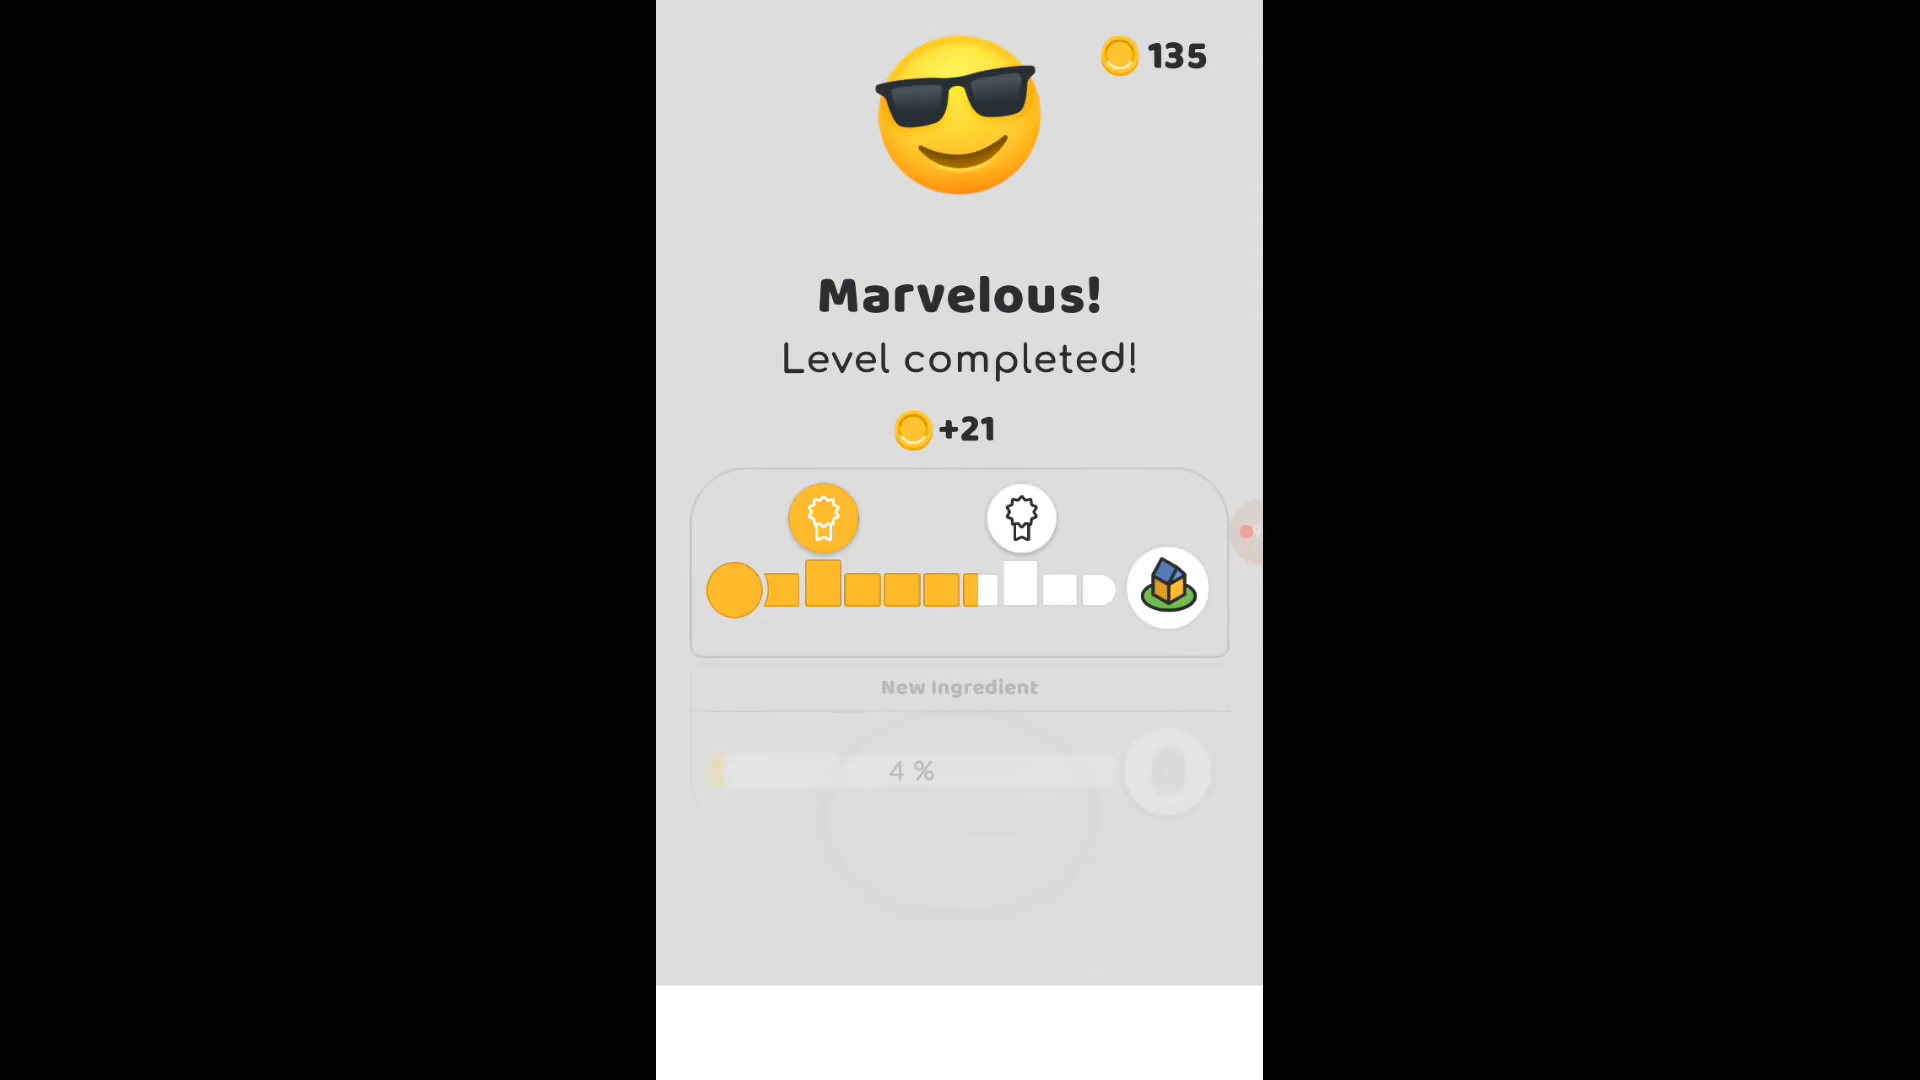 135
Marvelous!
Level completed!
+21
New Ingredient
4 %